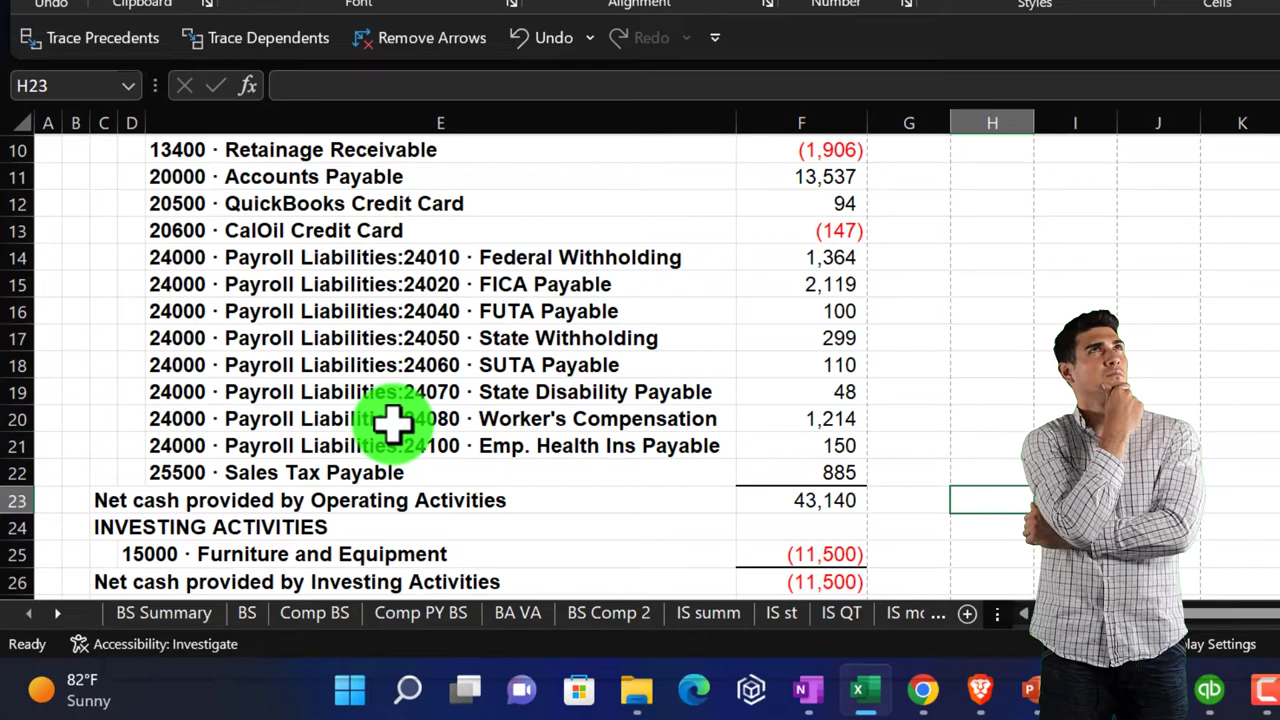 Undo Clipboard Font Alignment Number Styles Cells
Trace Precedents Trace Dependents Remove Arrows Undo Redo
H23 fx
A B C D E F G H I J K
10 13400 · Retainage Receivable (1,906)
11 20000 · Accounts Payable 13,537
12 20500 · QuickBooks Credit Card 94
13 20600 · CalOil Credit Card (147)
14 24000 · Payroll Liabilities:24010 · Federal Withholding 1,364
15 24000 · Payroll Liabilities:24020 · FICA Payable 2,119
16 24000 · Payroll Liabilities:24040 · FUTA Payable 100
17 24000 · Payroll Liabilities:24050 · State Withholding 299
18 24000 · Payroll Liabilities:24060 · SUTA Payable 110
19 24000 · Payroll Liabilities:24070 · State Disability Payable 48
20 24000 · Payroll Liabilities:24080 · Worker's Compensation 1,214
21 24000 · Payroll Liabilities:24100 · Emp. Health Ins Payable 150
22 25500 · Sales Tax Payable 885
23 Net cash provided by Operating Activities 43,140
24 INVESTING ACTIVITIES
25 15000 · Furniture and Equipment (11,500)
26 Net cash provided by Investing Activities (11,500)
BS Summary BS Comp BS Comp PY BS BA VA BS Comp 2 IS summ IS st IS QT IS mc ...
Ready Accessibility: Investigate play Settings
82°F
Sunny
qb